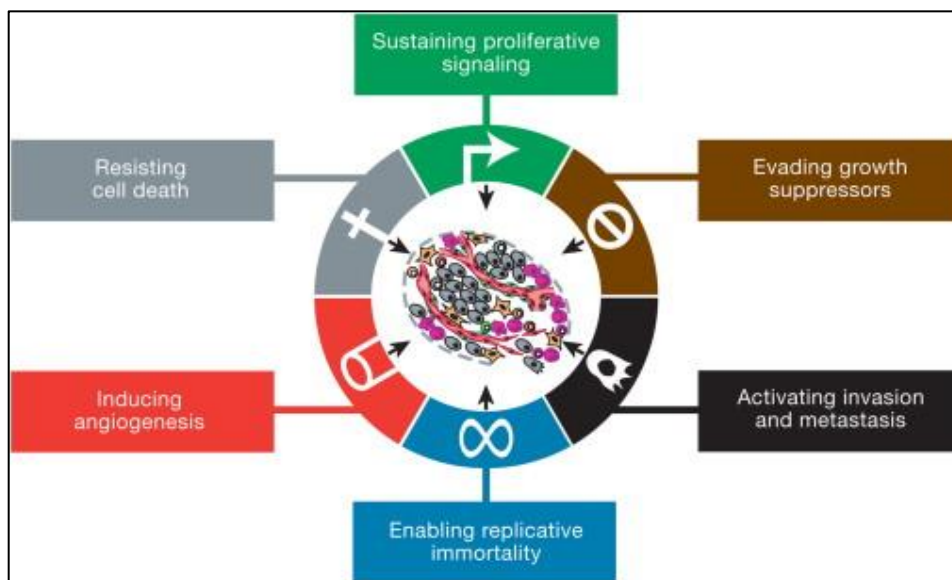 Sustaining proliferative
signaling
Resisting
cell death
Evading growth
suppressors
Inducing
angiogenesis
Activating invasion
and metastasis
Enabling replicative
immortality